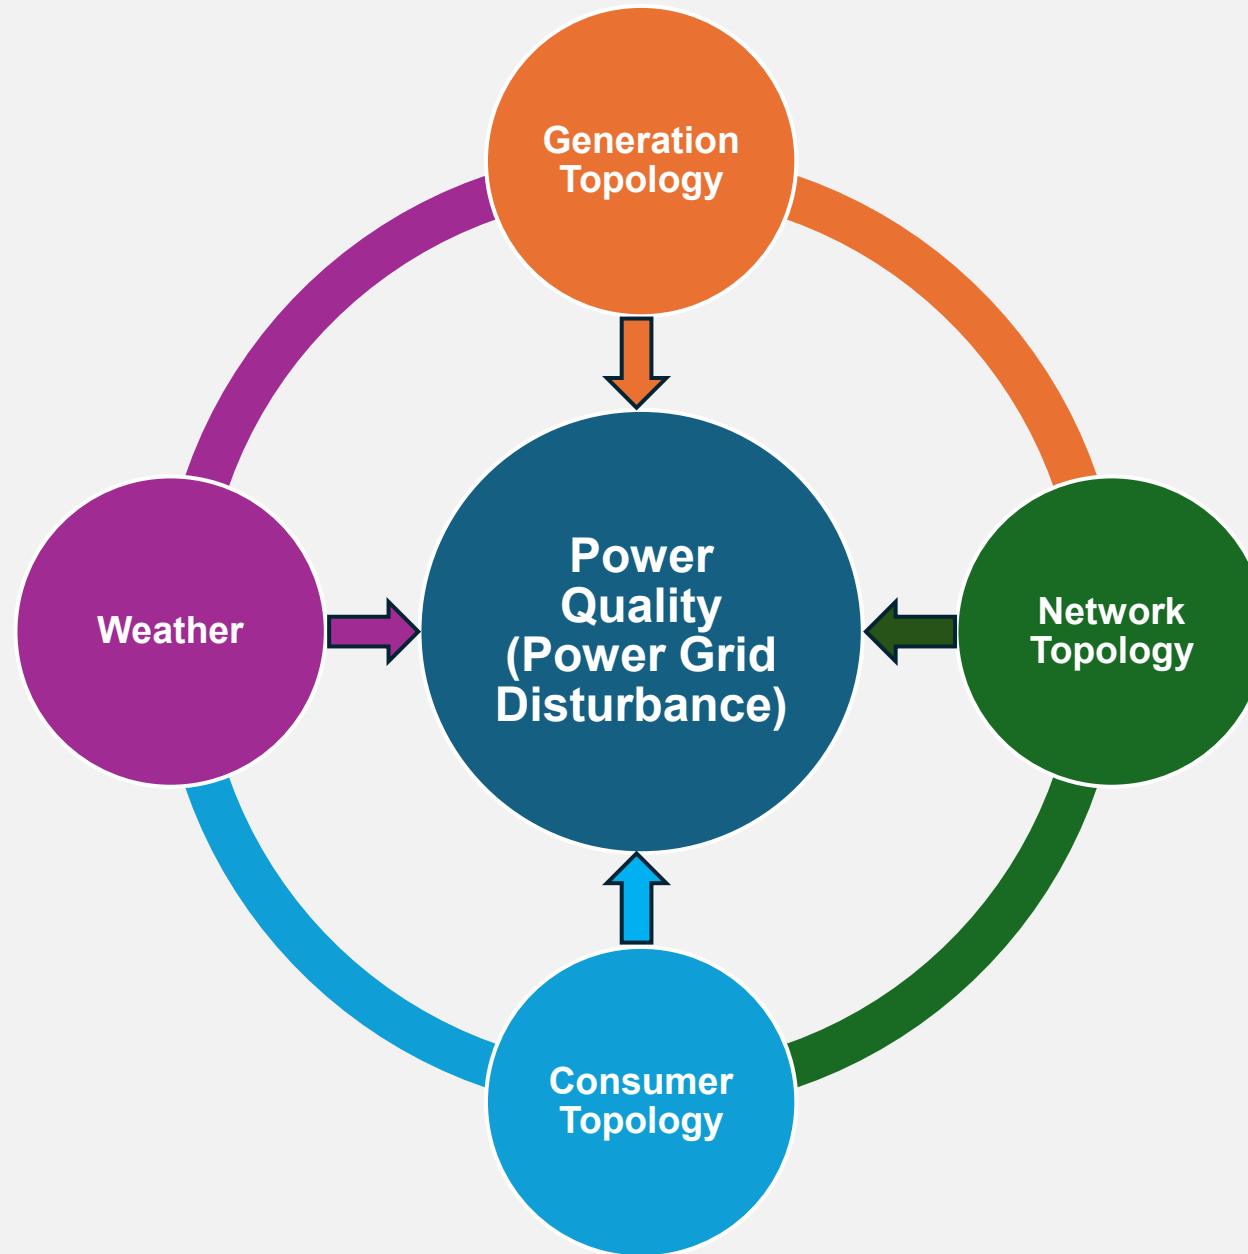 Generation
Topology
Power
Quality
(Power Grid
Disturbance)
Weather
Network
Topology
Consumer
Topology